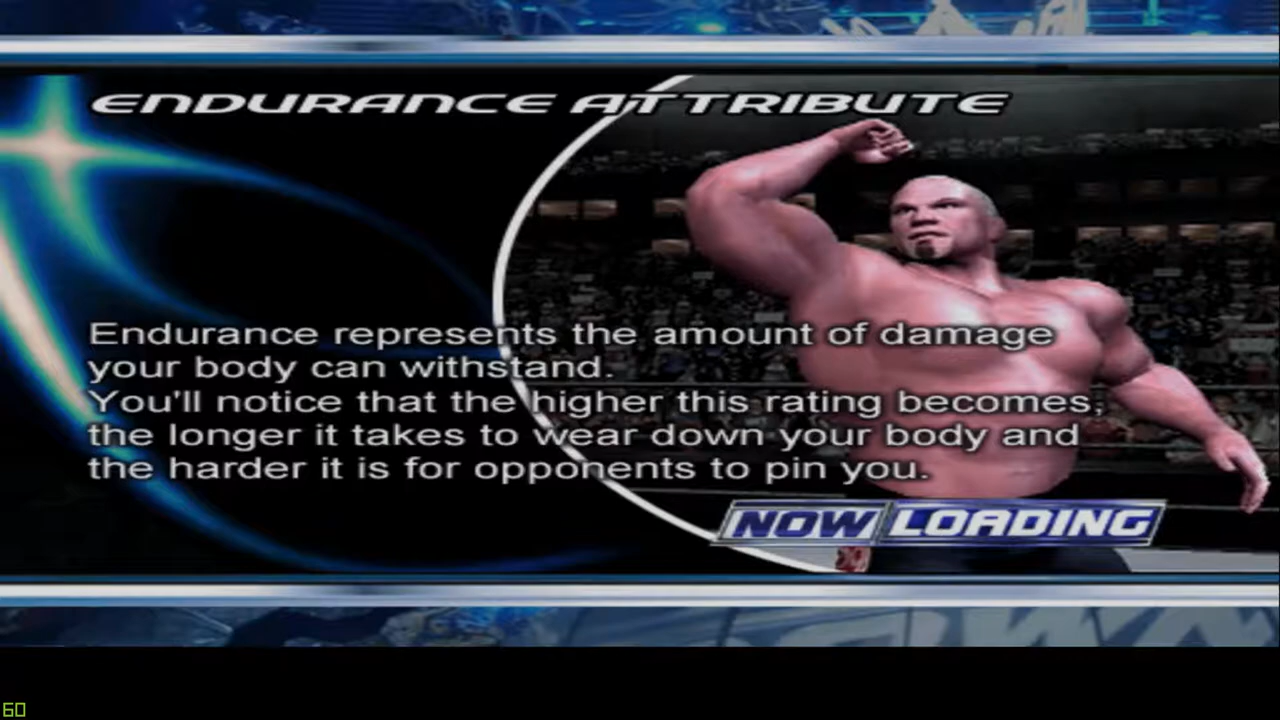 ENDURANCE ATTRIBUTE
Endurance represents the amount of damage
your body can withstand.
You'll notice that the higher this rating becomes,
the longer it takes to wear down your body and
the harder it is for opponents to pin you.
NOW LOADING
60